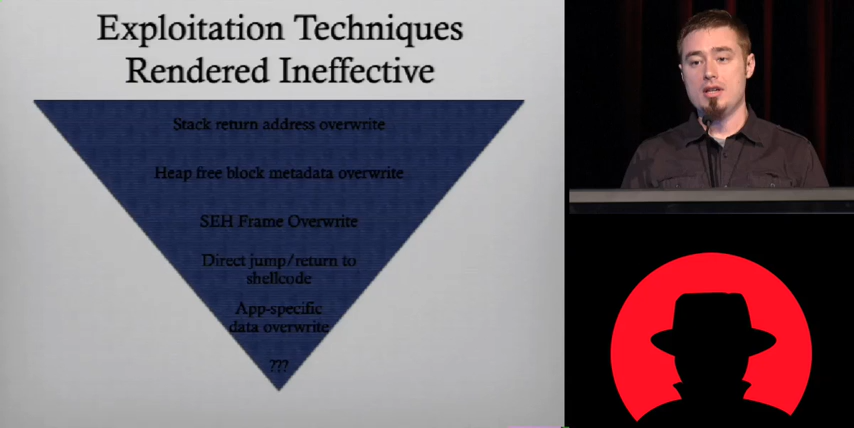 Exploitation Techniques
Rendered Ineffective
Stack return address overwrite
Heap free block metadata overwrite
SEH Frame Overwrite
Direct jump/return to
shellcode
App-specific
data overwrite
???